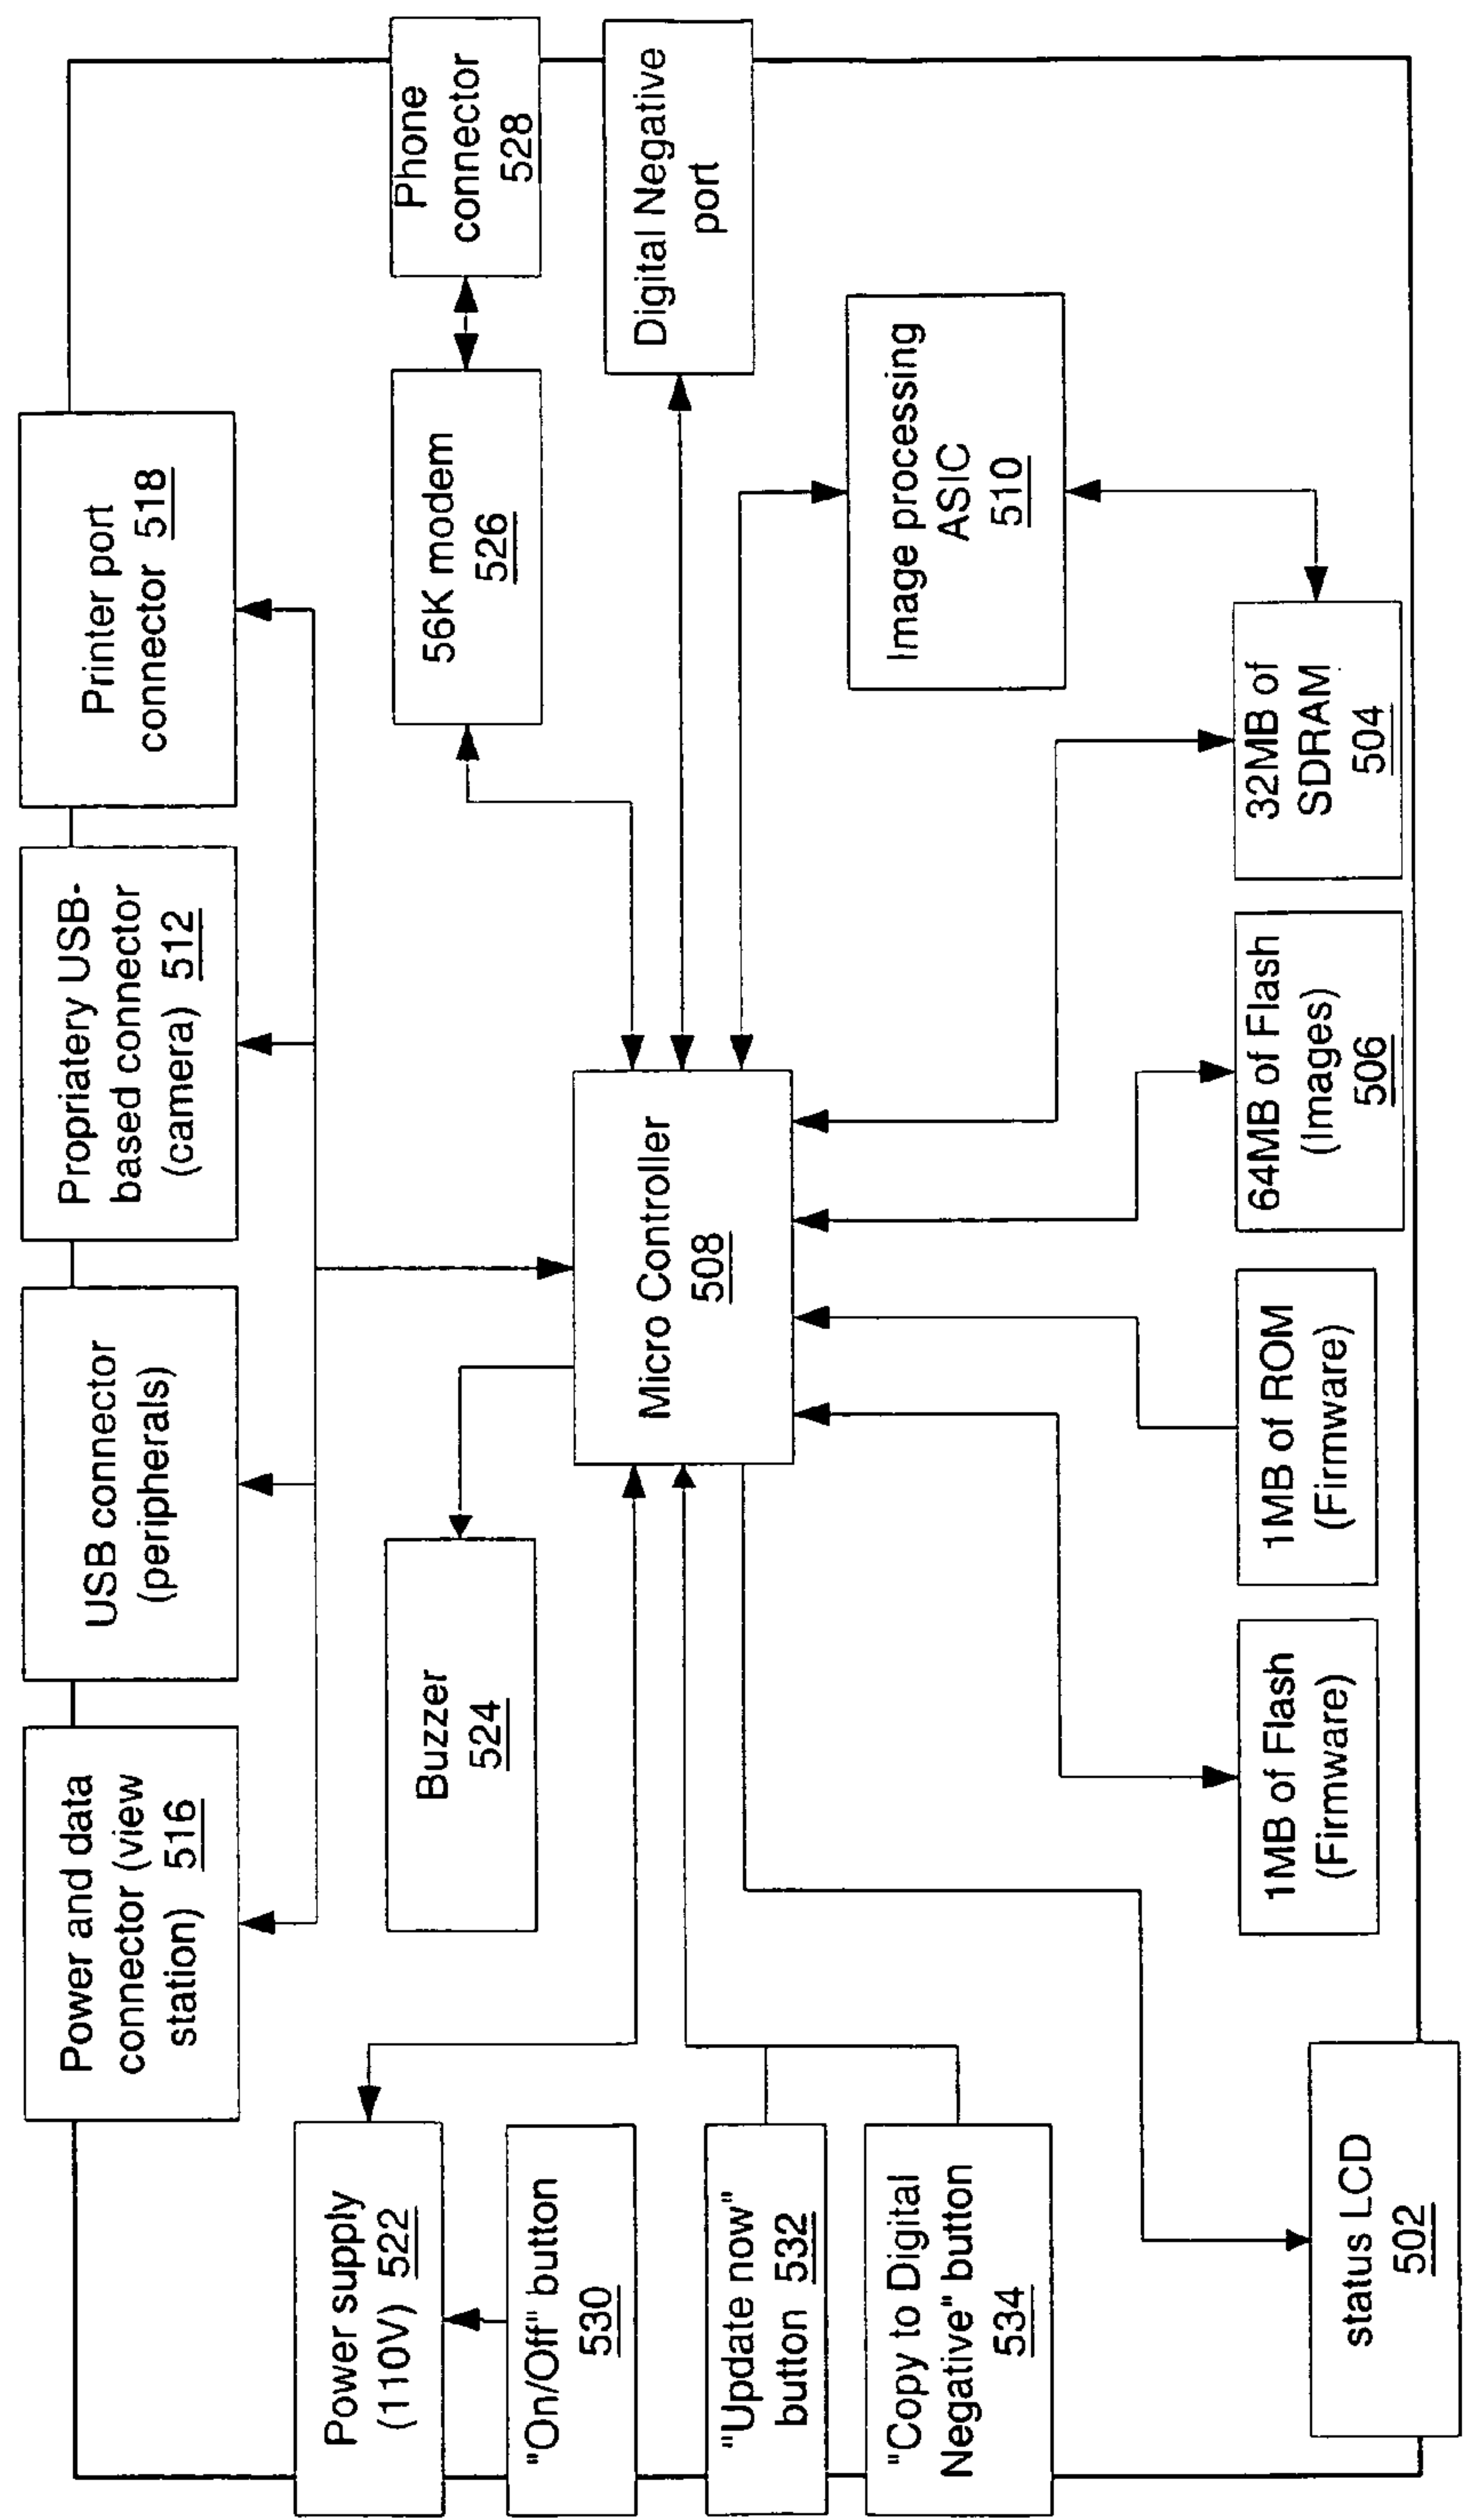 Power and data
connector (view
station) 516
USB connector
(peripherals)
Propriatery USB-
based connector
(camera) 512
Printer port
connector 518
Power supply
(110V) 522
"On/Off" button
530
"Update now"
button 532
"Copy to Digital
Negative" button
534
Buzzer
524
Micro Controller
508
56K modem
526
Phone
connector
528
Digital Negative
port
Image processing
ASIC
510
status LCD
502
1MB of Flash
(Firmware)
1MB of ROM
(Firmware)
64MB of Flash
(Images)
506
32MB of
SDRAM
504